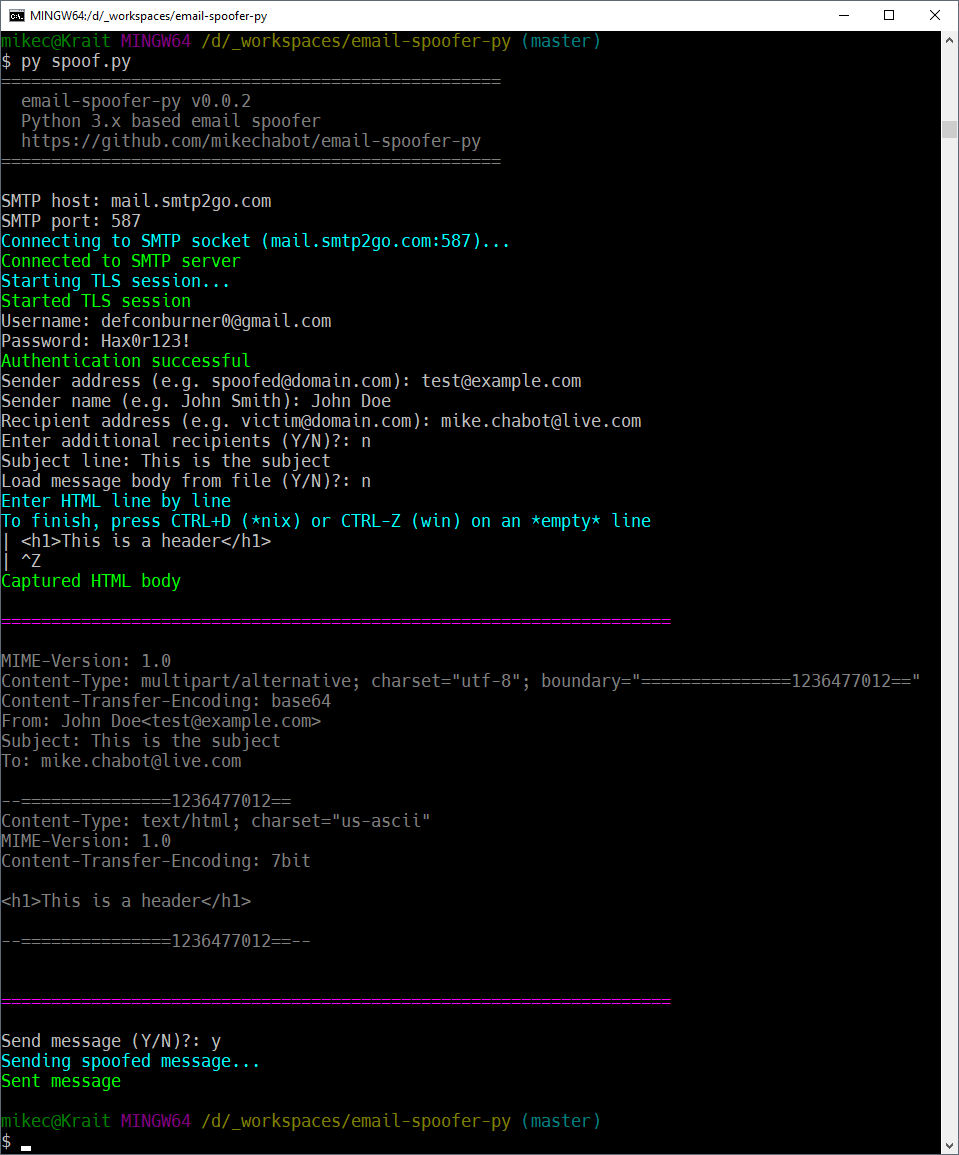 MINGW64:/d/_workspaces/email-spoofer-py
mikec@Krait MINGW64 /d/_workspaces/email-spoofer-py (master)
$ py spoof.py
==================================================
  email-spoofer-py v0.0.2
  Python 3.x based email spoofer
  https://github.com/mikechabot/email-spoofer-py
==================================================
SMTP host: mail.smtp2go.com
SMTP port: 587
Connecting to SMTP socket (mail.smtp2go.com:587)...
Connected to SMTP server
Starting TLS session...
Started TLS session
Username: defconburner0@gmail.com
Password: Hax0r123!
Authentication successful
Sender address (e.g. spoofed@domain.com): test@example.com
Sender name (e.g. John Smith): John Doe
Recipient address (e.g. victim@domain.com): mike.chabot@live.com
Enter additional recipients (Y/N)?: n
Subject line: This is the subject
Load message body from file (Y/N)?: n
Enter HTML line by line
To finish, press CTRL+D (*nix) or CTRL-Z (win) on an *empty* line
| <h1>This is a header</h1>
| ^Z
Captured HTML body
===================================================================
MIME-Version: 1.0
Content-Type: multipart/alternative; charset="utf-8"; boundary="===============1236477012=="
Content-Transfer-Encoding: base64
From: John Doe<test@example.com>
Subject: This is the subject
To: mike.chabot@live.com
--===============1236477012==
Content-Type: text/html; charset="us-ascii"
MIME-Version: 1.0
Content-Transfer-Encoding: 7bit
<h1>This is a header</h1>
--===============1236477012==--
===================================================================
Send message (Y/N)?: y
Sending spoofed message...
Sent message
mikec@Krait MINGW64 /d/_workspaces/email-spoofer-py (master)
$